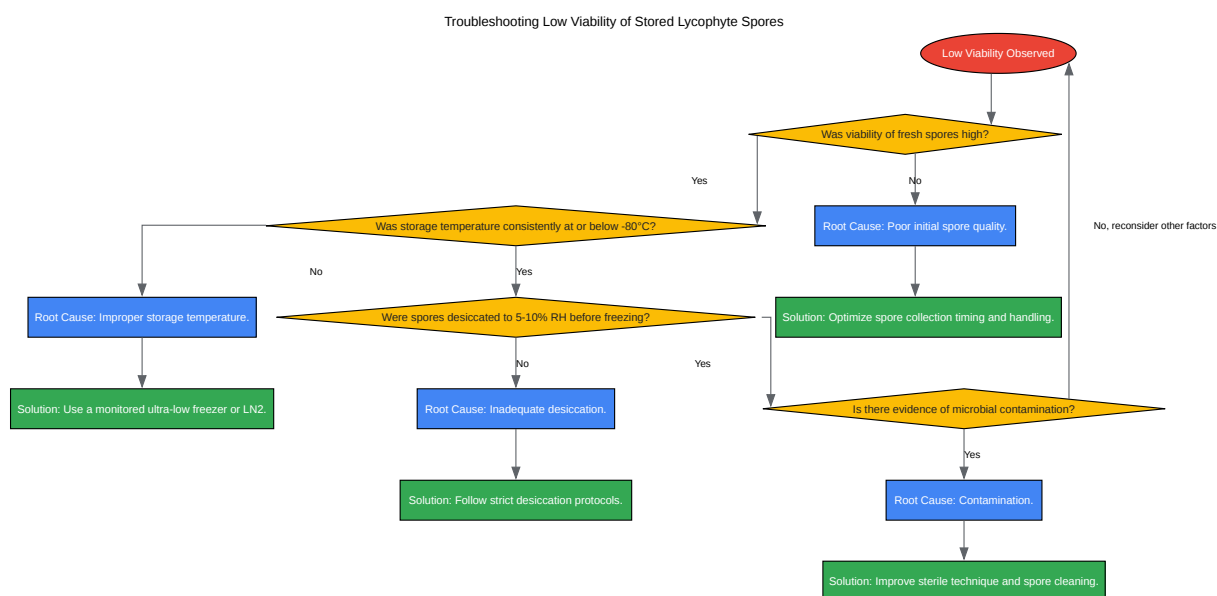 Troubleshooting Low Viability of Stored Lycophyte Spores
Low Viability Observed
Was viability of fresh spores high?
Yes
No
Was storage temperature consistently at or below -80°C?
Root Cause: Poor initial spore quality.
No, reconsider other factors
No
Yes
Root Cause: Improper storage temperature.
Were spores desiccated to 5-10% RH before freezing?
Solution: Optimize spore collection timing and handling.
No
Yes
Solution: Use a monitored ultra-low freezer or LN2.
Root Cause: Inadequate desiccation.
Is there evidence of microbial contamination?
Yes
Solution: Follow strict desiccation protocols.
Root Cause: Contamination.
Solution: Improve sterile technique and spore cleaning.